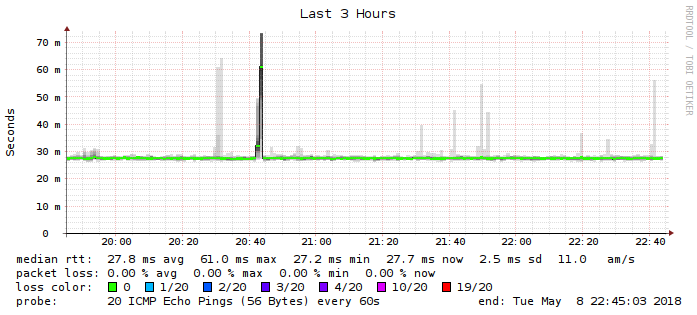 Last 3 Hours
RRDTOOL / TOBI OETIKER
Seconds
70 m
60 m
50 m
40 m
30 m
20 m
10 m
0
20:00 20:20 20:40 21:00 21:20 21:40 22:00 22:20 22:40
median rtt: 27.8 ms avg 61.0 ms max 27.2 ms min 27.7 ms now 2.5 ms sd 11.0 am/s
packet loss: 0.00 % avg 0.00 % max 0.00 % min 0.00 % now
loss color: 0 1/20 2/20 3/20 4/20 10/20 19/20
probe: 20 ICMP Echo Pings (56 Bytes) every 60s end: Tue May 8 22:45:03 2018